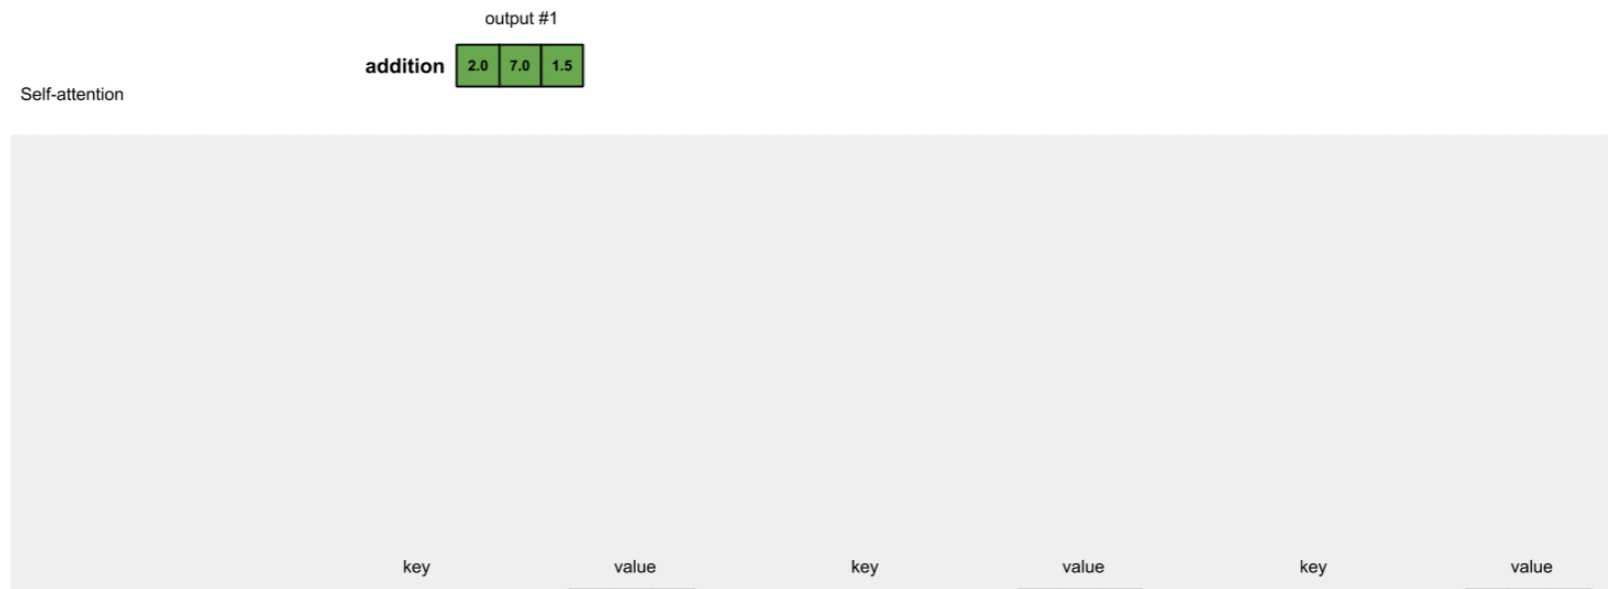 output #1
addition 2.0 7.0 1.5
Self-attention
key value key value key value